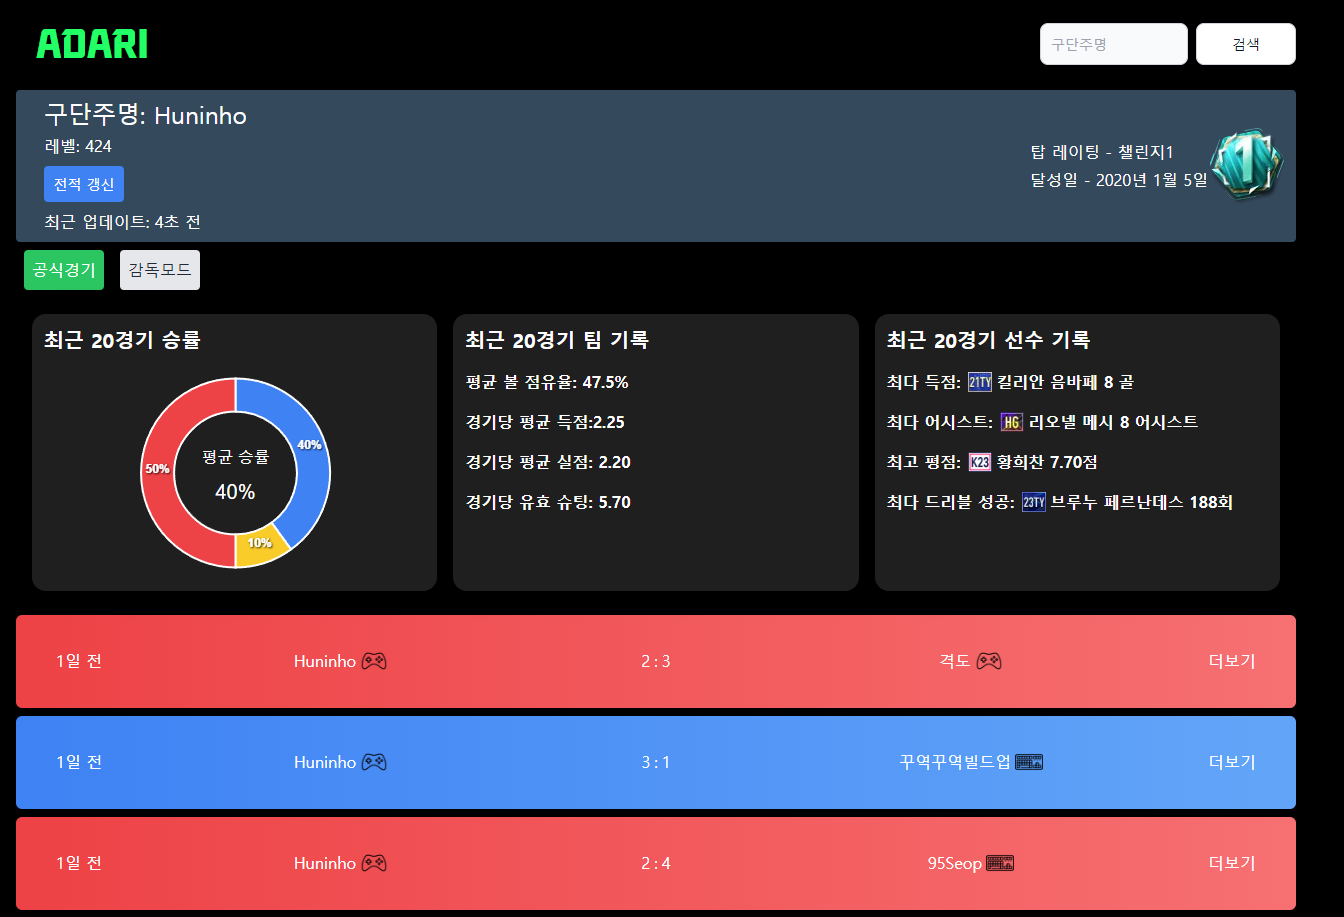 ADARI
구단주명
검색
구단주명: Huninho
레벨: 424
전적 갱신
최근 업데이트: 4초 전
탑 레이팅 - 챌린지1
달성일 - 2020년 1월 5일
1
공식경기
감독모드
최근 20경기 승률
40%
50%
10%
평균 승률
40%
최근 20경기 팀 기록
평균 볼 점유율: 47.5%
경기당 평균 득점:2.25
경기당 평균 실점: 2.20
경기당 유효 슈팅: 5.70
최근 20경기 선수 기록
최다 득점: 21TY 킬리안 음바페 8 골
최다 어시스트: HG 리오넬 메시 8 어시스트
최고 평점: K23 황희찬 7.70점
최다 드리블 성공: 23TY 브루누 페르난데스 188회
1일 전 Huninho 2 : 3 격도 더보기
1일 전 Huninho 3 : 1 꾸역꾸역빌드업 더보기
1일 전 Huninho 2 : 4 95Seop 더보기